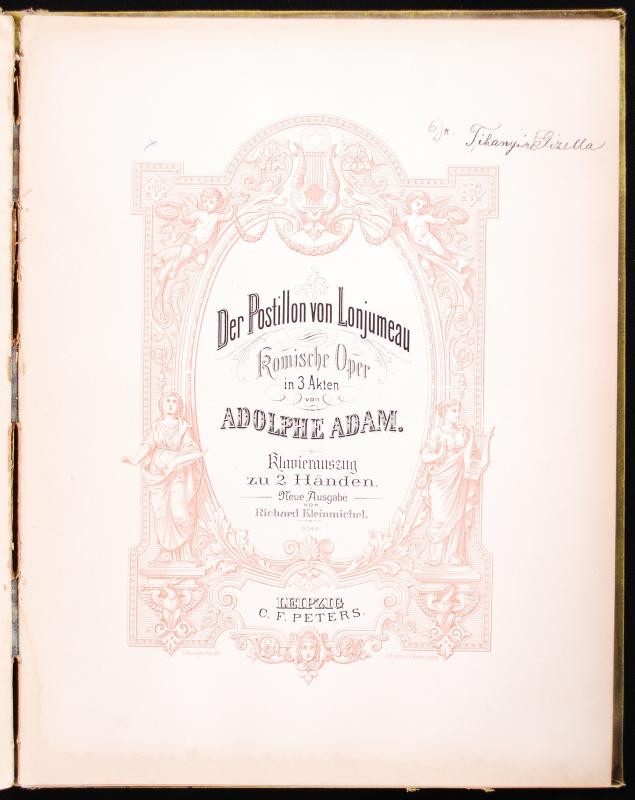 Dr. Tihanyi Gizella
Der Postillon von Lonjumeau
Komische Oper
in 3 Akten
von
ADOLPHE ADAM.
Klavierauszug
zu 2 Händen.
Neue Ausgabe
von
Richard Kleinmichel.
LEIPZIG
C. F. PETERS.